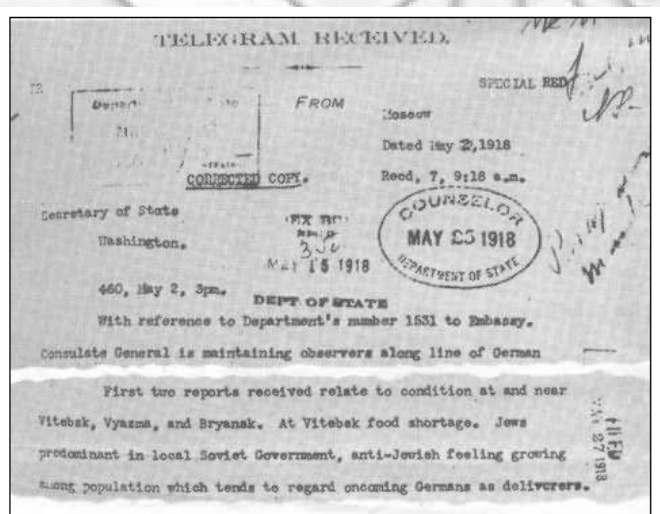 TELEGRAM RECEIVED.
SPECIAL RED
FROM
Moscow
Dated May 2, 1918
CORRECTED COPY.
Recd, 7, 9:18 a.m.
Secretary of State
Washington.
COUNSELOR
MAY 25 1918
DEPARTMENT OF STATE
MAY 15 1918
460, May 2, 3pm.
DEPT OF STATE
With reference to Department's number 1531 to Embassy.
Consulate General is maintaining observers along line of German
First two reports received relate to condition at and near
Vitebsk, Vyazma, and Bryansk. At Vitebsk food shortage. Jews
predominant in local Soviet Government, anti-Jewish feeling growing
among population which tends to regard oncoming Germans as deliverers.
FILED
MAY 27 1918